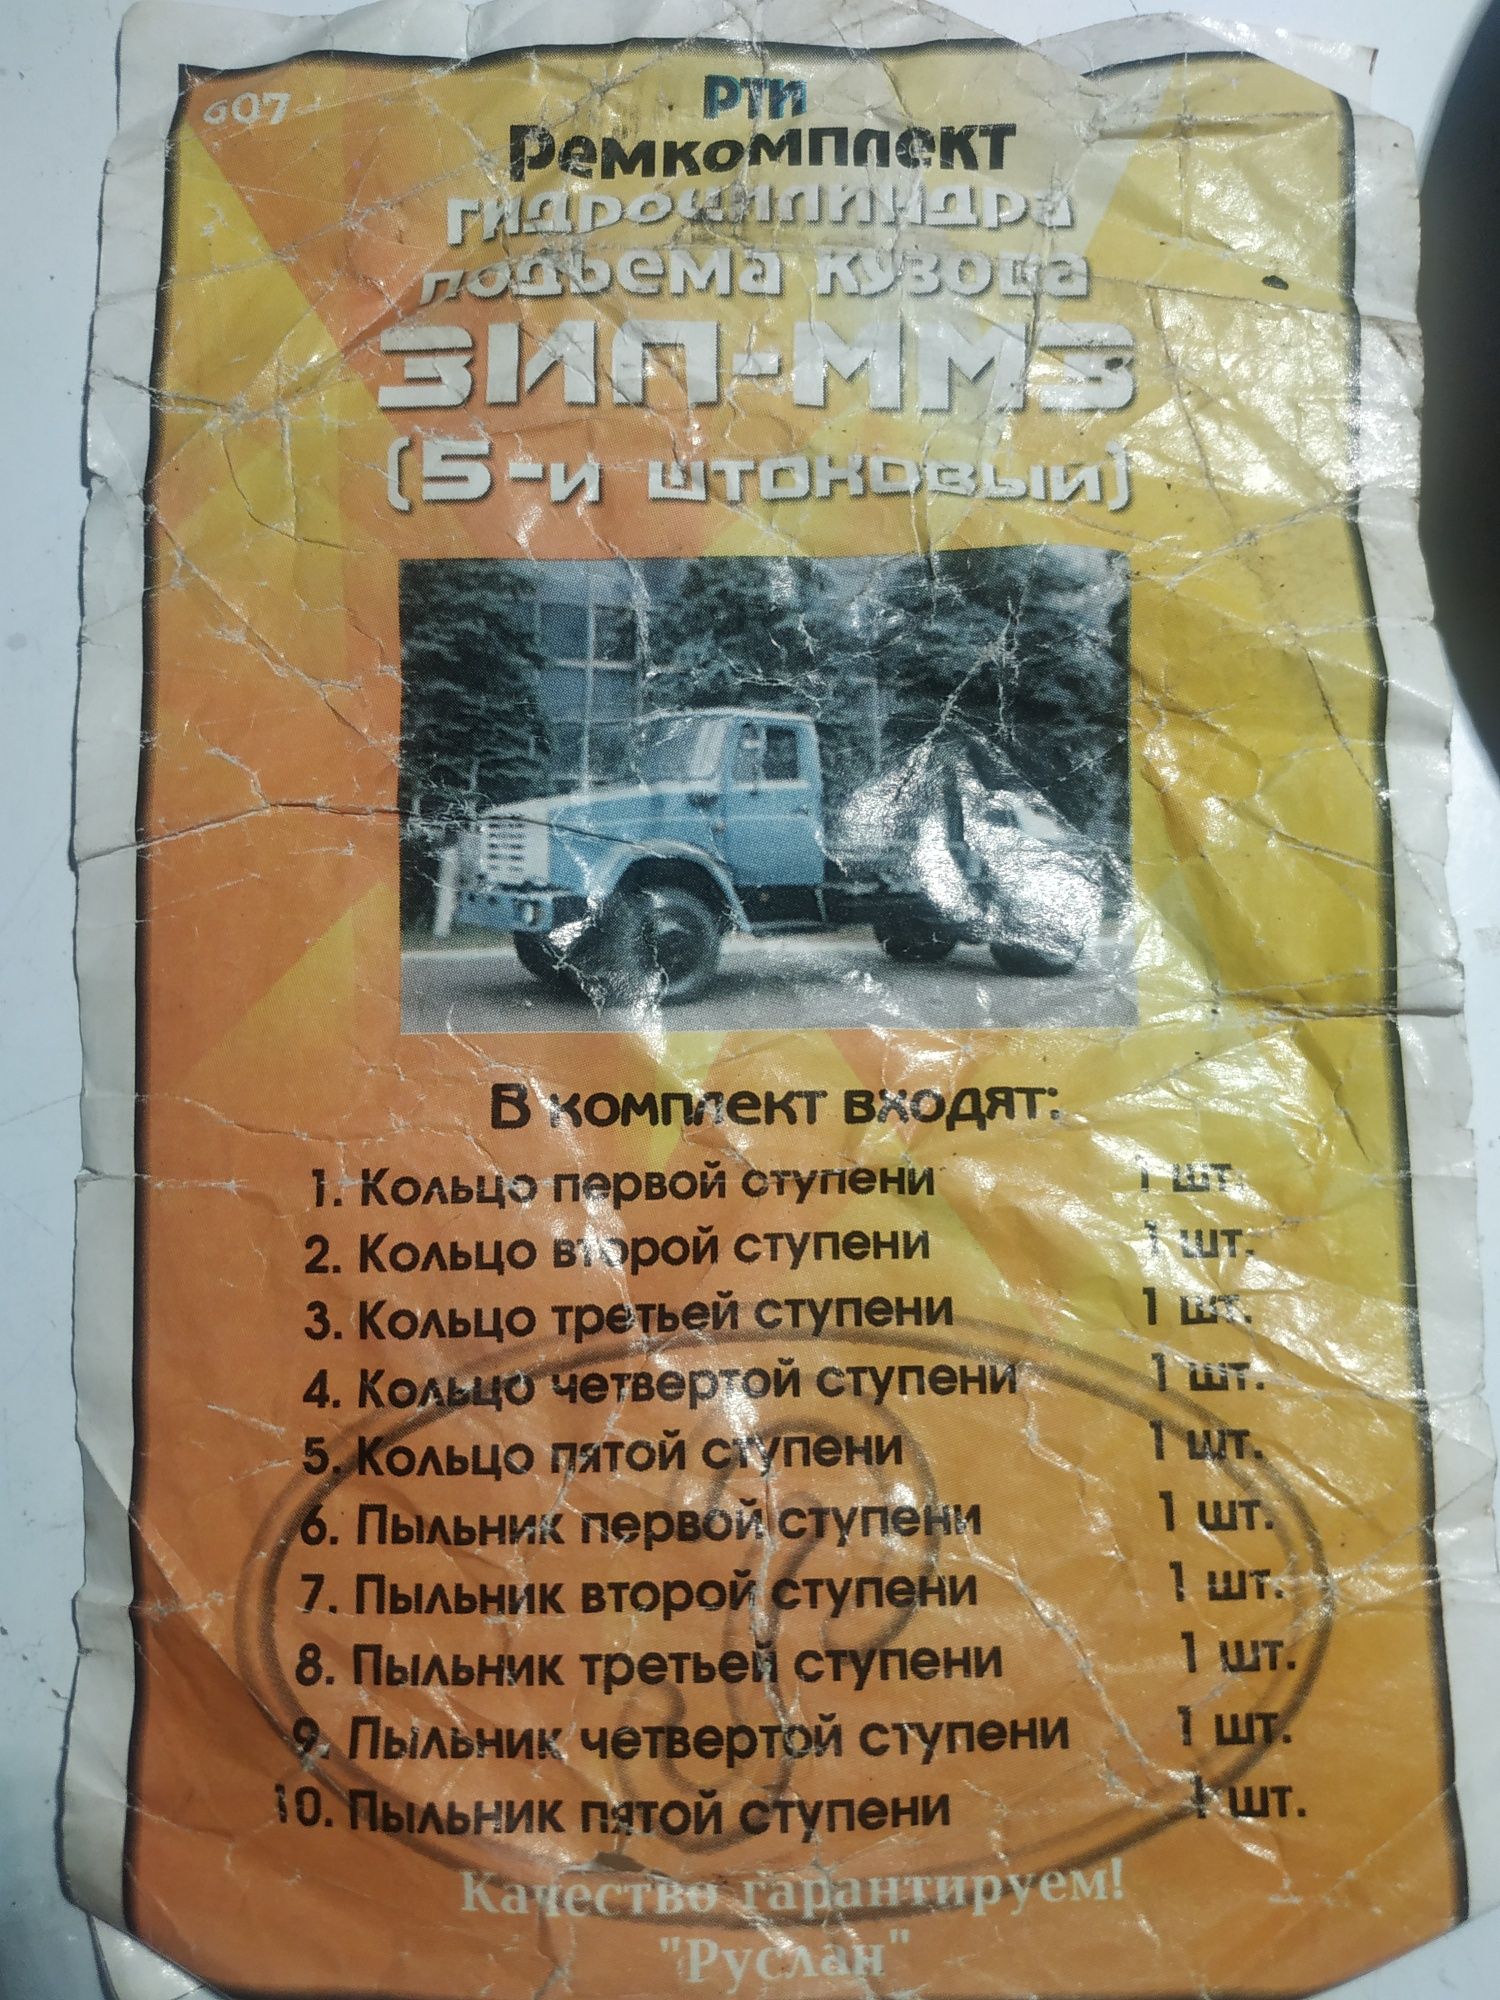 607
РТИ
Ремкомплект
гидроцилиндра
подъема кузова
ЗИП-ММЗ
(5-и штоковый)
В комплект входят:
1. Кольцо первой ступени 1 шт.
2. Кольцо второй ступени 1 шт.
3. Кольцо третьей ступени 1 шт.
4. Кольцо четвертой ступени 1 шт.
5. Кольцо пятой ступени 1 шт.
6. Пыльник первой ступени 1 шт.
7. Пыльник второй ступени 1 шт.
8. Пыльник третьей ступени 1 шт.
9. Пыльник четвертой ступени 1 шт.
10. Пыльник пятой ступени 1 шт.
Качество гарантируем!
"Руслан"